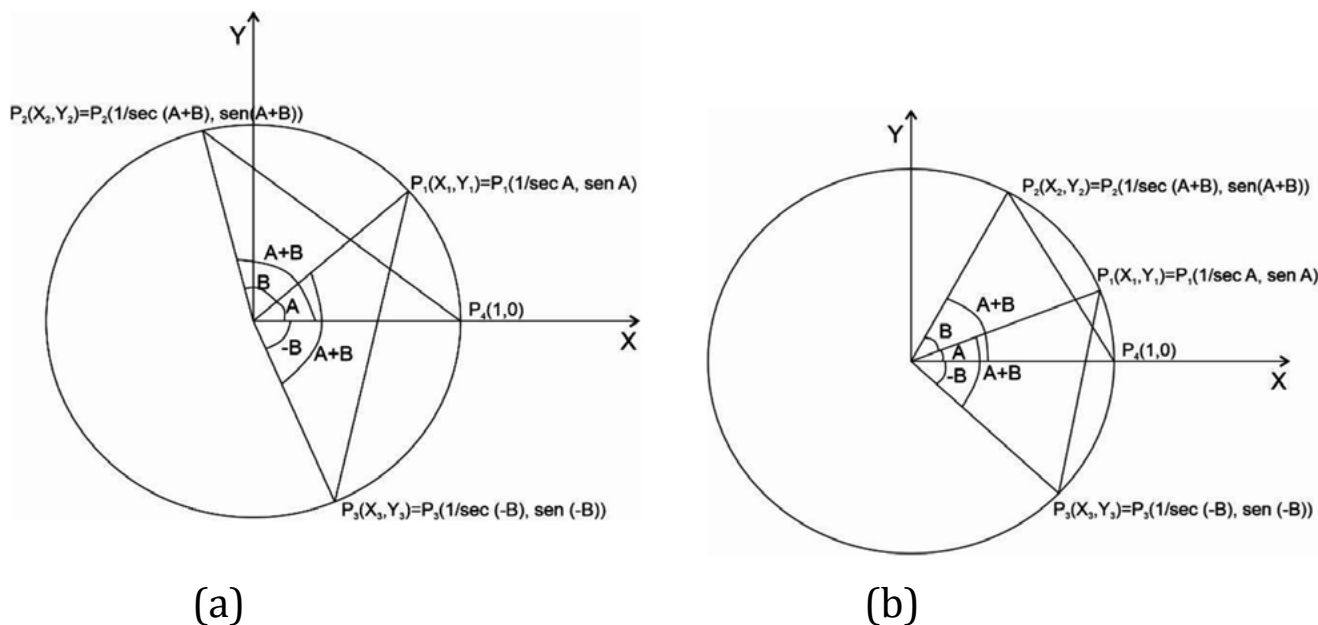 Y
P₂(X₂,Y₂)=P₂(1/sec (A+B), sen(A+B))
P₁(X₁,Y₁)=P₁(1/sec A, sen A)
A+B
B
A
P₄(1,0)
X
-B
A+B
P₃(X₃,Y₃)=P₃(1/sec (-B), sen (-B))
(a)
Y
P₂(X₂,Y₂)=P₂(1/sec (A+B), sen(A+B))
P₁(X₁,Y₁)=P₁(1/sec A, sen A)
A+B
B
A
P₄(1,0)
X
-B
A+B
P₃(X₃,Y₃)=P₃(1/sec (-B), sen (-B))
(b)